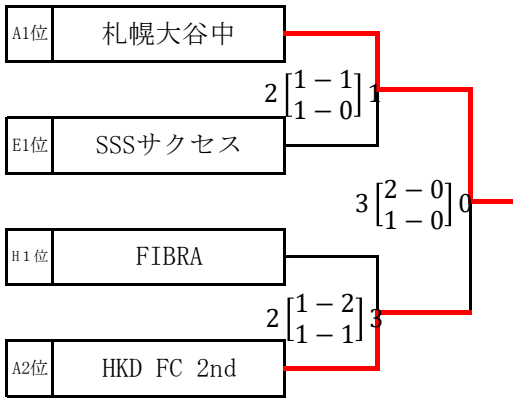 A1位 札幌大谷中
2 [1 − 1] 1
[1 − 0]
E1位 SSSサクセス
3 [2 − 0] 0
[1 − 0]
H1位 FIBRA
2 [1 − 2] 3
[1 − 1]
A2位 HKD FC 2nd